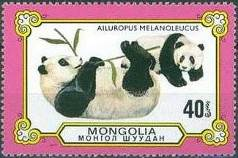 AILUROPUS MELANOLEUCUS
40
MONGOLIA
МОНГОЛ ШУУДАН